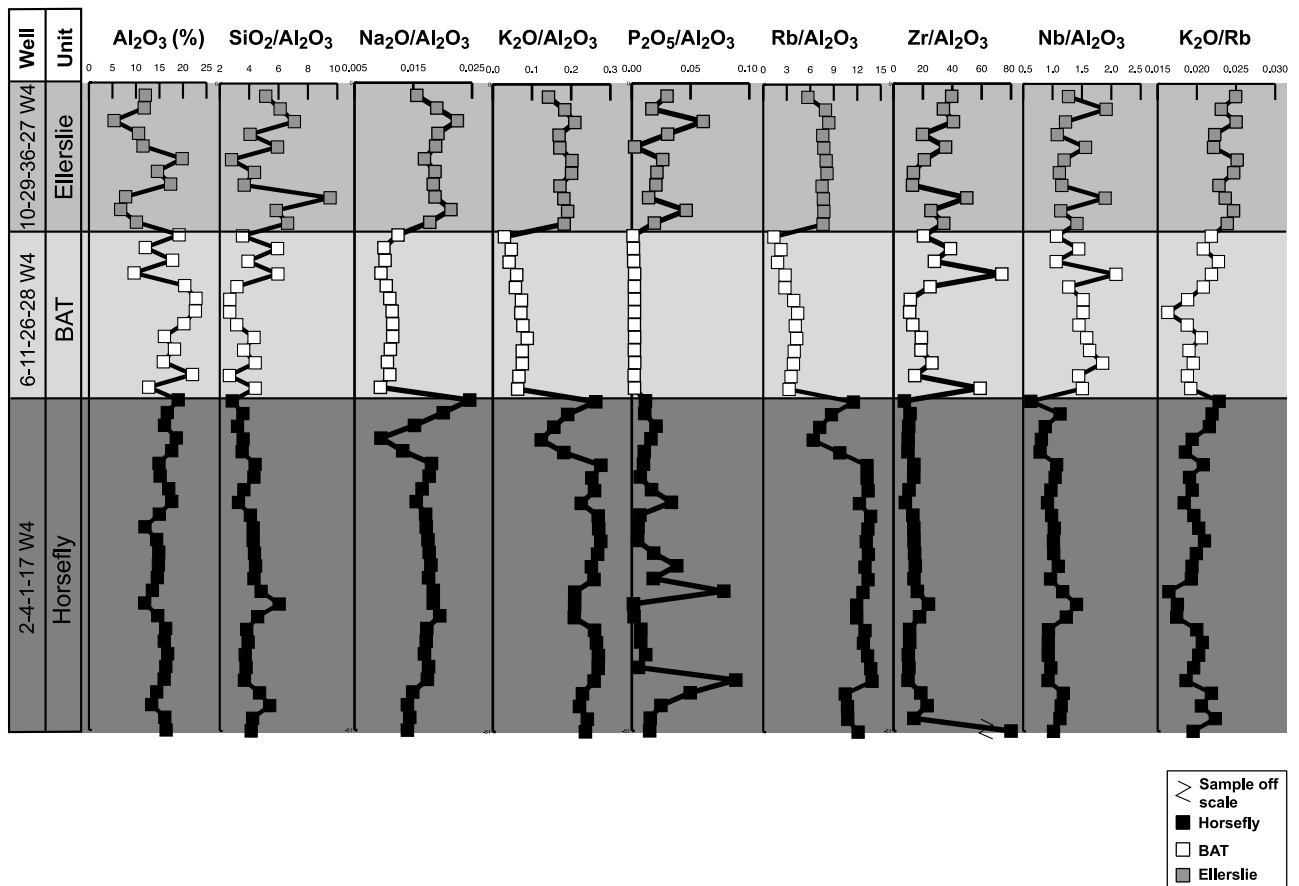 Well Unit Al₂O₃ (%) SiO₂/Al₂O₃ Na₂O/Al₂O₃ K₂O/Al₂O₃ P₂O₅/Al₂O₃ Rb/Al₂O₃ Zr/Al₂O₃ Nb/Al₂O₃ K₂O/Rb
0 5 10 15 20 25 2 4 6 8 10 0.005 0,015 0.025 0.0 0.1 0.2 0.3 0.00 0.05 0.10 0 3 6 9 12 15 0 20 40 60 80 0.5 1.0 1.5 2.0 2.5 0.015 0.020 0.025 0.030
10-29-36-27 W4 Ellerslie
6-11-26-28 W4 BAT
2-4-1-17 W4 Horsefly
Sample off
scale
Horsefly
BAT
Ellerslie